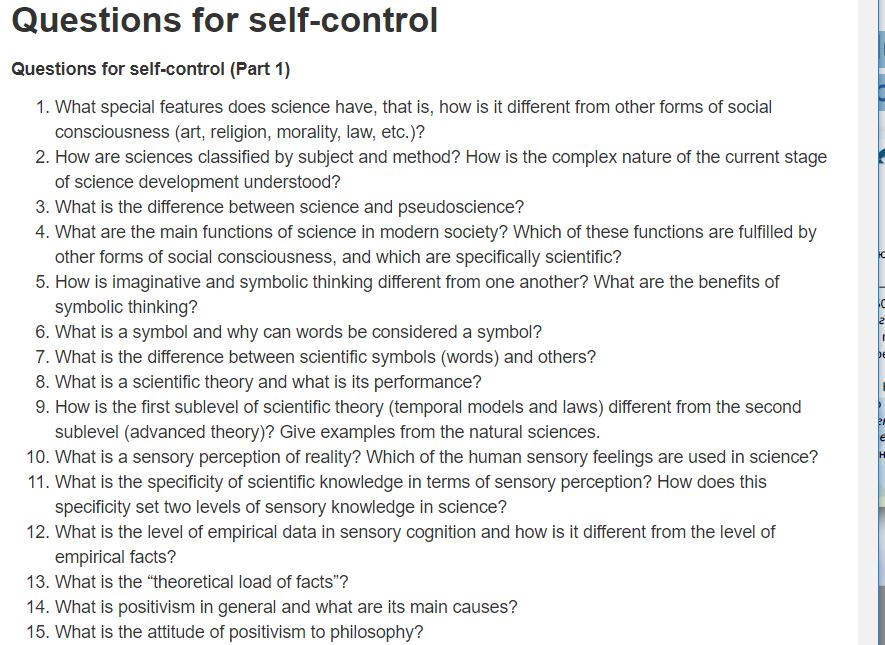 Questions for self-control
Questions for self-control (Part 1)
1. What special features does science have, that is, how is it different from other forms of social
consciousness (art, religion, morality, law, etc.)?
2. How are sciences classified by subject and method? How is the complex nature of the current stage
of science development understood?
3. What is the difference between science and pseudoscience?
4. What are the main functions of science in modern society? Which of these functions are fulfilled by
other forms of social consciousness, and which are specifically scientific?
5. How is imaginative and symbolic thinking different from one another? What are the benefits of
symbolic thinking?
6. What is a symbol and why can words be considered a symbol?
7. What is the difference between scientific symbols (words) and others?
8. What is a scientific theory and what is its performance?
9. How is the first sublevel of scientific theory (temporal models and laws) different from the second
sublevel (advanced theory)? Give examples from the natural sciences.
10. What is a sensory perception of reality? Which of the human sensory feelings are used in science?
11. What is the specificity of scientific knowledge in terms of sensory perception? How does this
specificity set two levels of sensory knowledge in science?
12. What is the level of empirical data in sensory cognition and how is it different from the level of
empirical facts?
13. What is the “theoretical load of facts”?
14. What is positivism in general and what are its main causes?
15. What is the attitude of positivism to philosophy?